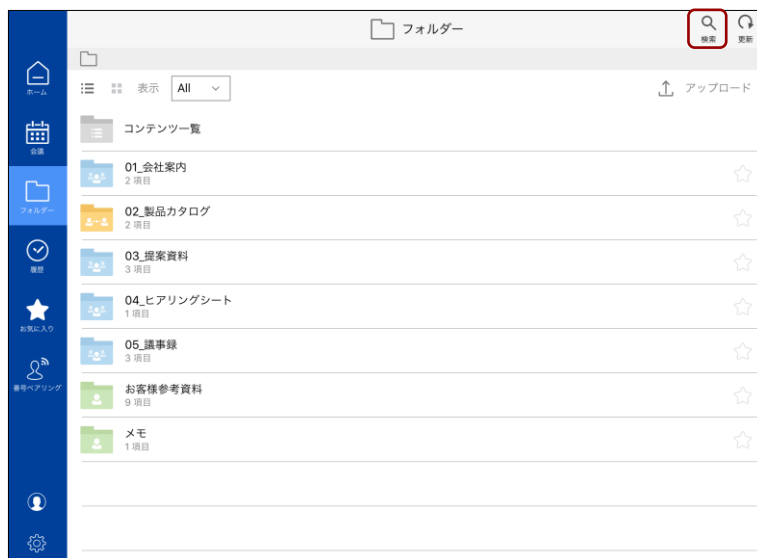 フォルダー
検索
更新
表示 All
アップロード
ホーム
会議
フォルダー
履歴
お気に入り
番号ペアリング
コンテンツ一覧
01_会社案内
2 項目
02_製品カタログ
2 項目
03_提案資料
3 項目
04_ヒアリングシート
1 項目
05_議事録
3 項目
お客様参考資料
9 項目
メモ
1 項目